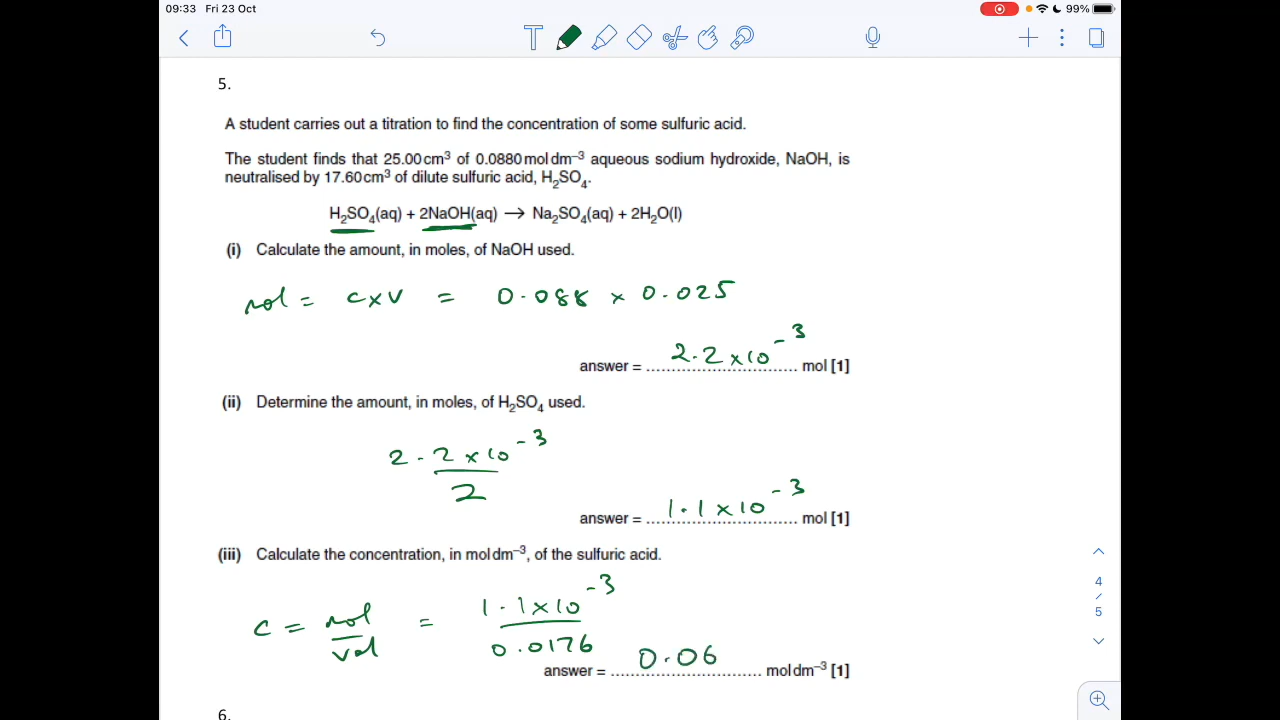 09:33 Fri 23 Oct
99%
T
5.
A student carries out a titration to find the concentration of some sulfuric acid.
The student finds that 25.00 cm³ of 0.0880 mol dm⁻³ aqueous sodium hydroxide, NaOH, is
neutralised by 17.60 cm³ of dilute sulfuric acid, H₂SO₄.
H₂SO₄(aq) + 2NaOH(aq) → Na₂SO₄(aq) + 2H₂O(l)
(i) Calculate the amount, in moles, of NaOH used.
mol = c×v = 0.088 × 0.025
2.2×10⁻³
answer = .............................. mol [1]
(ii) Determine the amount, in moles, of H₂SO₄ used.
2.2×10⁻³
2
1.1×10⁻³
answer = .............................. mol [1]
(iii) Calculate the concentration, in mol dm⁻³, of the sulfuric acid.
c = mol/vol = 1.1×10⁻³/0.0176
0.06
answer = .............................. mol dm⁻³ [1]
4
/
5
6.